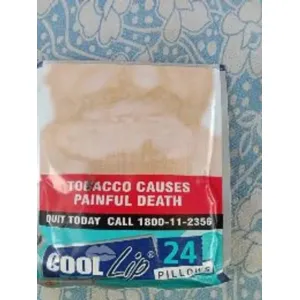 TOBACCO CAUSES
PAINFUL DEATH
QUIT TODAY CALL 1800-11-2356
COOL Lip® 24
PILLOWS